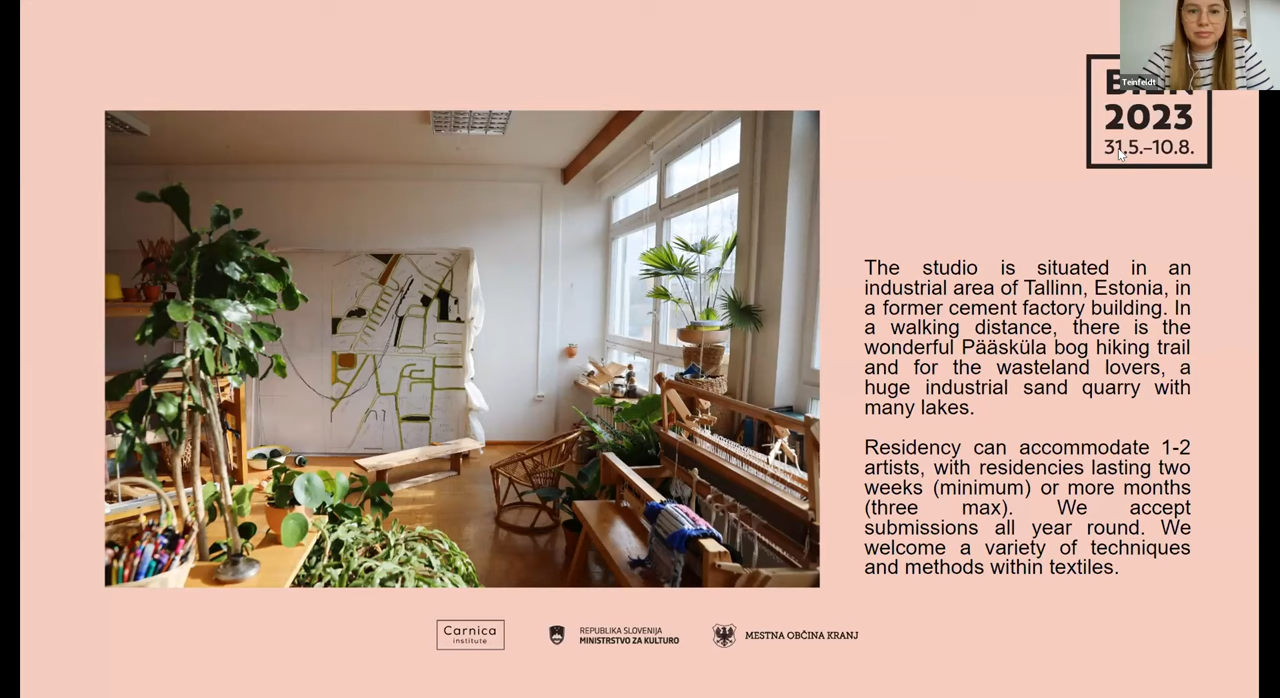 Teinfeldt
2023
31.5.–10.8.
The studio is situated in an
industrial area of Tallinn, Estonia, in
a former cement factory building. In
a walking distance, there is the
wonderful Pääsküla bog hiking trail
and for the wasteland lovers, a
huge industrial sand quarry with
many lakes.
Residency can accommodate 1-2
artists, with residencies lasting two
weeks (minimum) or more months
(three max). We accept
submissions all year round. We
welcome a variety of techniques
and methods within textiles.
Carnica
institute
REPUBLIKA SLOVENIJA
MINISTRSTVO ZA KULTURO
MESTNA OBČINA KRANJ